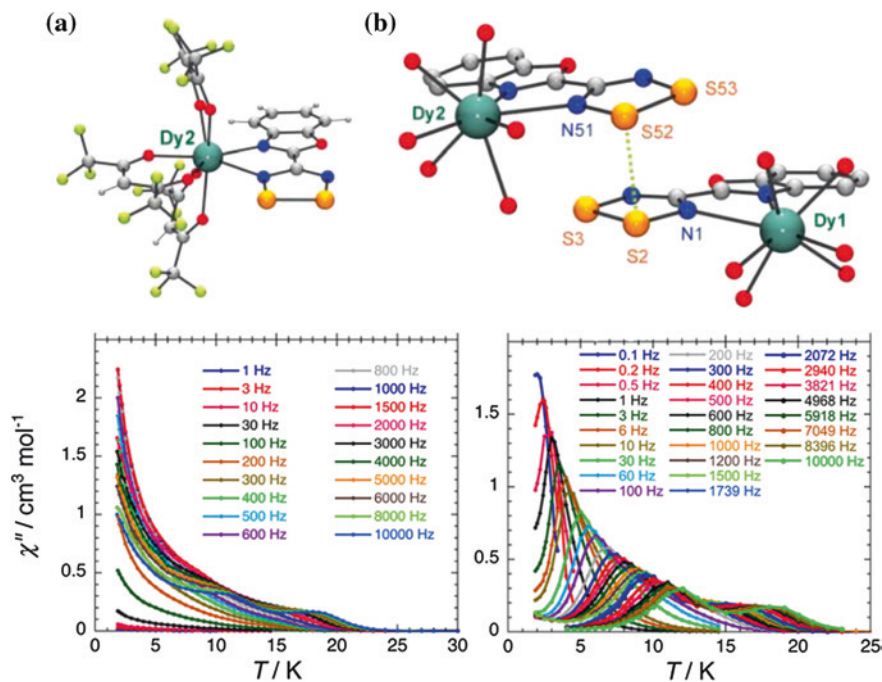 (a)
(b)
Dy2
Dy2
N51
S52
S53
S3
S2
N1
Dy1
χ″ / cm³ mol⁻¹
2
1.5
1
0.5
0
1 Hz
3 Hz
10 Hz
30 Hz
100 Hz
200 Hz
300 Hz
400 Hz
500 Hz
600 Hz
800 Hz
1000 Hz
1500 Hz
2000 Hz
3000 Hz
4000 Hz
5000 Hz
6000 Hz
8000 Hz
10000 Hz
0 5 10 15 20 25 30
T / K
1.5
1
0.5
0
0.1 Hz
0.2 Hz
0.5 Hz
1 Hz
3 Hz
6 Hz
10 Hz
30 Hz
60 Hz
100 Hz
200 Hz
300 Hz
400 Hz
500 Hz
600 Hz
800 Hz
1000 Hz
1200 Hz
1500 Hz
1739 Hz
2072 Hz
2940 Hz
3821 Hz
4968 Hz
5918 Hz
7049 Hz
8396 Hz
10000 Hz
0 5 10 15 20 25
T / K